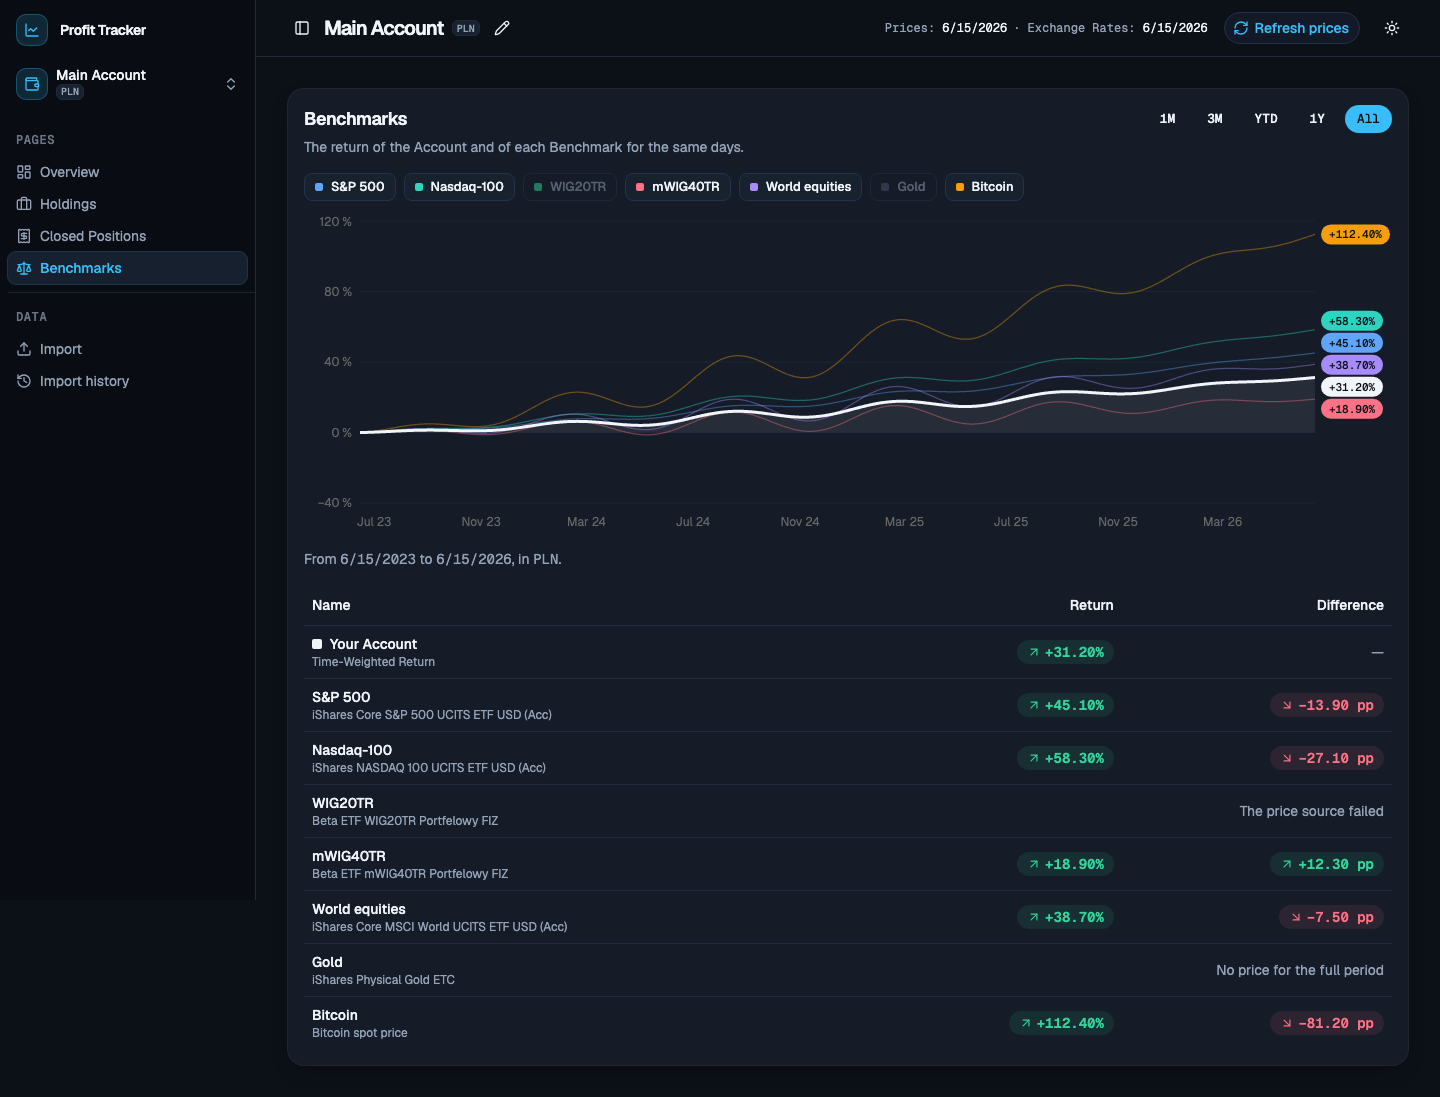 Profit Tracker
Main Account
PLN
PAGES
Overview
Holdings
Closed Positions
Benchmarks
DATA
Import
Import history
Main Account PLN
Prices: 6/15/2026 · Exchange Rates: 6/15/2026
Refresh prices
Benchmarks
1M 3M YTD 1Y All
The return of the Account and of each Benchmark for the same days.
S&P 500 Nasdaq-100 WIG20TR mWIG40TR World equities Gold Bitcoin
120 %
80 %
40 %
0 %
−40 %
+112.40%
+58.30%
+45.10%
+38.70%
+31.20%
+18.90%
Jul 23 Nov 23 Mar 24 Jul 24 Nov 24 Mar 25 Jul 25 Nov 25 Mar 26
From 6/15/2023 to 6/15/2026, in PLN.
Name Return Difference
Your Account
Time-Weighted Return
+31.20% —
S&P 500
iShares Core S&P 500 UCITS ETF USD (Acc)
+45.10% −13.90 pp
Nasdaq-100
iShares NASDAQ 100 UCITS ETF USD (Acc)
+58.30% −27.10 pp
WIG20TR
Beta ETF WIG20TR Portfelowy FIZ
The price source failed
mWIG40TR
Beta ETF mWIG40TR Portfelowy FIZ
+18.90% +12.30 pp
World equities
iShares Core MSCI World UCITS ETF USD (Acc)
+38.70% −7.50 pp
Gold
iShares Physical Gold ETC
No price for the full period
Bitcoin
Bitcoin spot price
+112.40% −81.20 pp